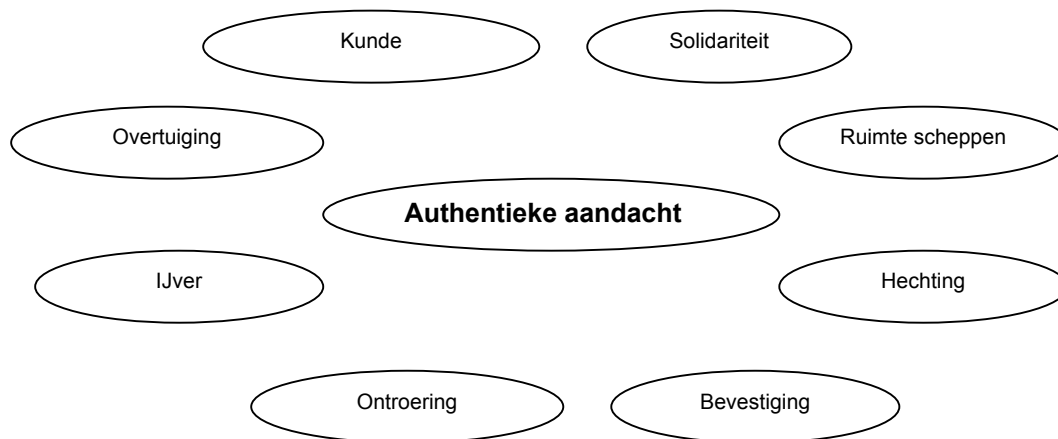 Kunde
Solidariteit
Overtuiging
Ruimte scheppen
Authentieke aandacht
IJver
Hechting
Ontroering
Bevestiging